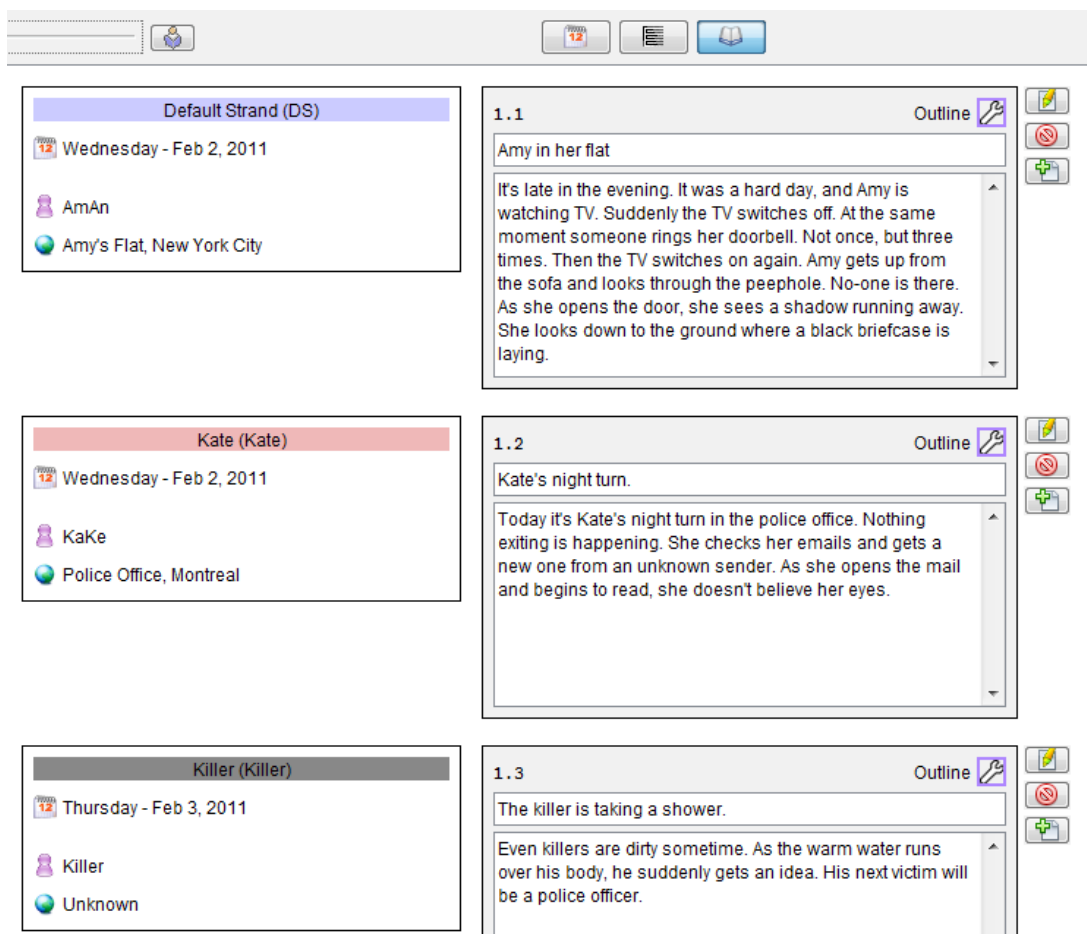 12
Default Strand (DS)
12 Wednesday - Feb 2, 2011
AmAn
Amy's Flat, New York City
1.1 Outline
Amy in her flat
It's late in the evening. It was a hard day, and Amy is
watching TV. Suddenly the TV switches off. At the same
moment someone rings her doorbell. Not once, but three
times. Then the TV switches on again. Amy gets up from
the sofa and looks through the peephole. No-one is there.
As she opens the door, she sees a shadow running away.
She looks down to the ground where a black briefcase is
laying.
Kate (Kate)
12 Wednesday - Feb 2, 2011
KaKe
Police Office, Montreal
1.2 Outline
Kate's night turn.
Today it's Kate's night turn in the police office. Nothing
exiting is happening. She checks her emails and gets a
new one from an unknown sender. As she opens the mail
and begins to read, she doesn't believe her eyes.
Killer (Killer)
12 Thursday - Feb 3, 2011
Killer
Unknown
1.3 Outline
The killer is taking a shower.
Even killers are dirty sometime. As the warm water runs
over his body, he suddenly gets an idea. His next victim will
be a police officer.